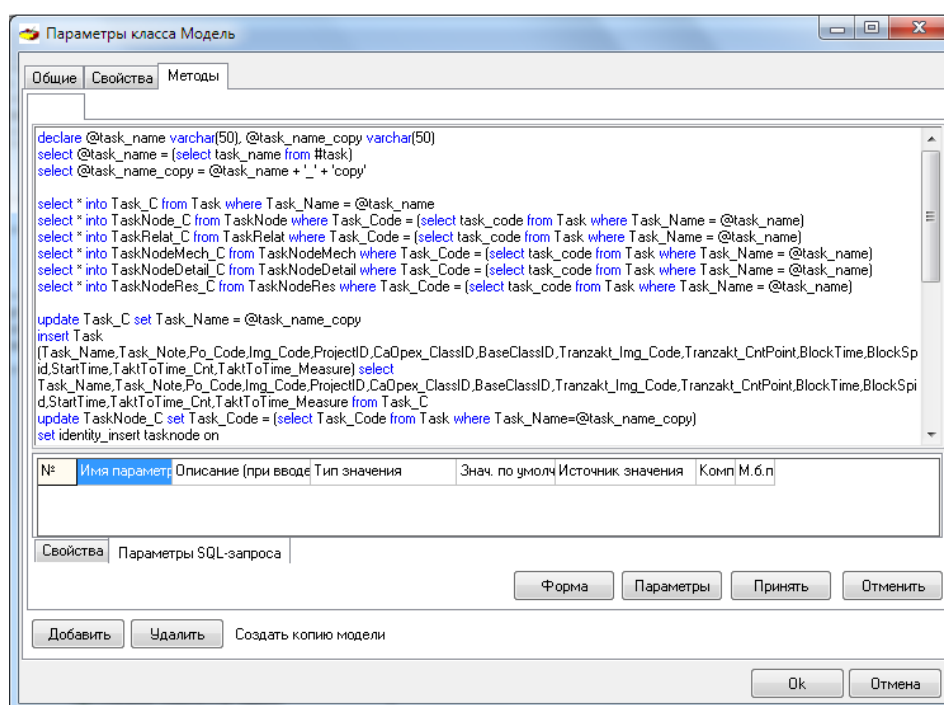 Параметры класса Модель
Общие Свойства Методы
declare @task_name varchar(50), @task_name_copy varchar(50)
select @task_name = (select task_name from #task)
select @task_name_copy = @task_name + '_' + 'copy'
select * into Task_C from Task where Task_Name = @task_name
select * into TaskNode_C from TaskNode where Task_Code = (select task_code from Task where Task_Name = @task_name)
select * into TaskRelat_C from TaskRelat where Task_Code = (select task_code from Task where Task_Name = @task_name)
select * into TaskNodeMech_C from TaskNodeMech where Task_Code = (select task_code from Task where Task_Name = @task_name)
select * into TaskNodeDetail_C from TaskNodeDetail where Task_Code = (select task_code from Task where Task_Name = @task_name)
select * into TaskNodeRes_C from TaskNodeRes where Task_Code = (select task_code from Task where Task_Name = @task_name)
update Task_C set Task_Name = @task_name_copy
insert Task
(Task_Name,Task_Note,Po_Code,Img_Code,ProjectID,CaOpex_ClassID,BaseClassID,Tranzakt_Img_Code,Tranzakt_CntPoint,BlockTime,BlockSp
id,StartTime,TaktToTime_Cnt,TaktToTime_Measure) select
Task_Name,Task_Note,Po_Code,Img_Code,ProjectID,CaOpex_ClassID,BaseClassID,Tranzakt_Img_Code,Tranzakt_CntPoint,BlockTime,BlockSpi
d,StartTime,TaktToTime_Cnt,TaktToTime_Measure from Task_C
update TaskNode_C set Task_Code = (select Task_Code from Task where Task_Name=@task_name_copy)
set identity_insert tasknode on
№ Имя параметр Описание (при вводе Тип значения Знач. по умолч Источник значения Комп М.б.п
Свойства Параметры SQL-запроса
Форма Параметры Принять Отменить
Добавить Удалить Создать копию модели
Ok Отмена